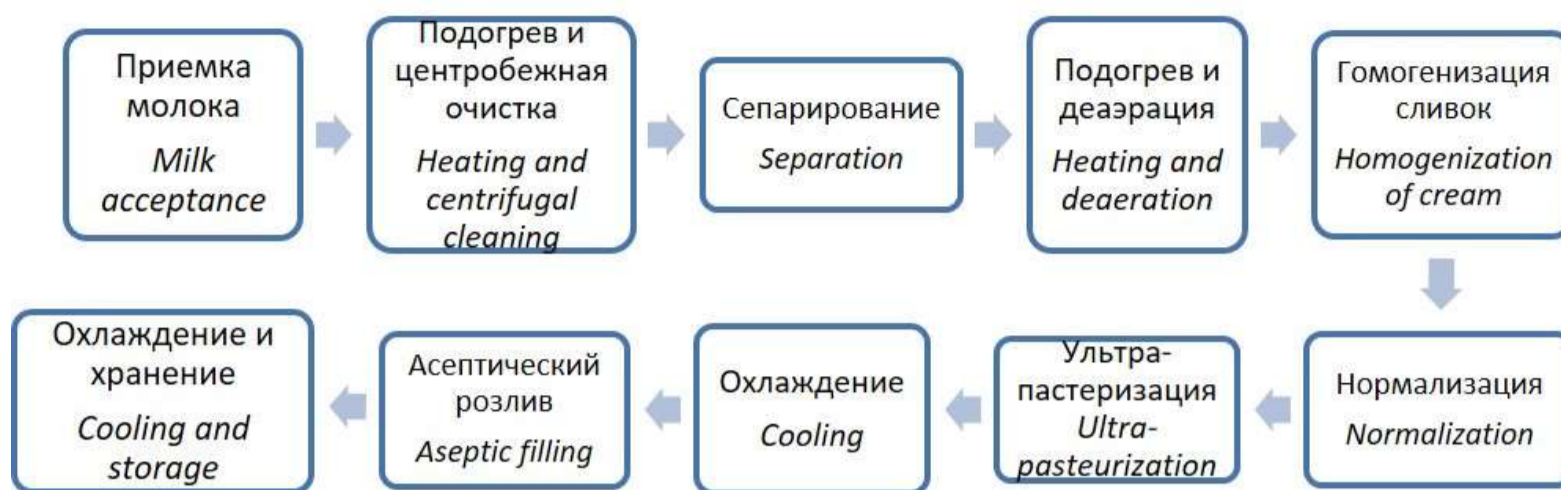 Приемка
молока
Milk
acceptance
Подогрев и
центробежная
очистка
Heating and
centrifugal
cleaning
Сепарирование
Separation
Подогрев и
деаэрация
Heating and
deaeration
Гомогенизация
сливок
Homogenization
of cream
Нормализация
Normalization
Ультра-
пастеризация
Ultra-
pasteurization
Охлаждение
Cooling
Асептический
розлив
Aseptic filling
Охлаждение и
хранение
Cooling and
storage